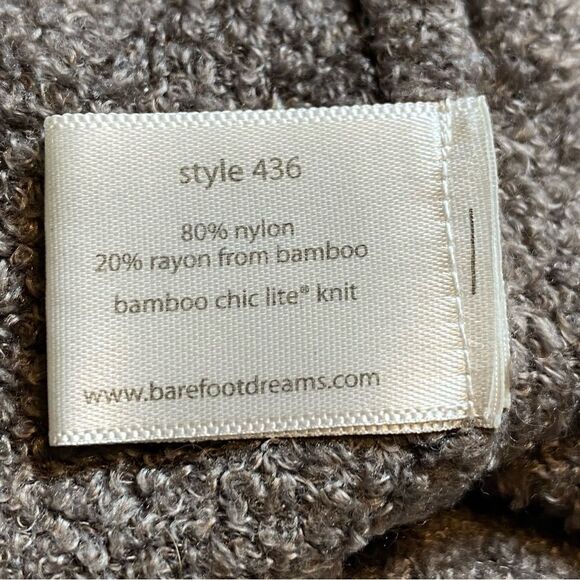 style 436
80% nylon
20% rayon from bamboo
bamboo chic lite® knit
www.barefootdreams.com